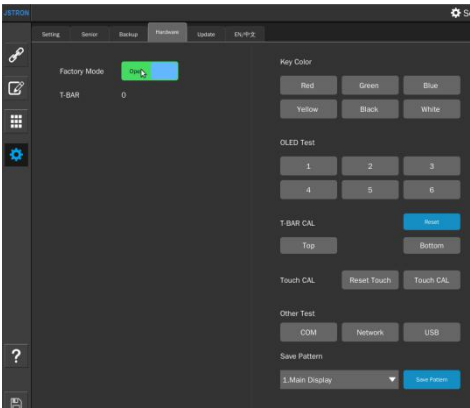 JSTRON
Setting Senior Backup Hardware Update EN/中文
Factory Mode
T-BAR 0
Key Color
Red Green Blue
Yellow Black White
OLED Test
1 2 3
4 5 6
T-BAR CAL Reset
Top Bottom
Touch CAL Reset Touch Touch CAL
Other Test
COM Network USB
Save Pattern
1.Main Display Save Pattern
?